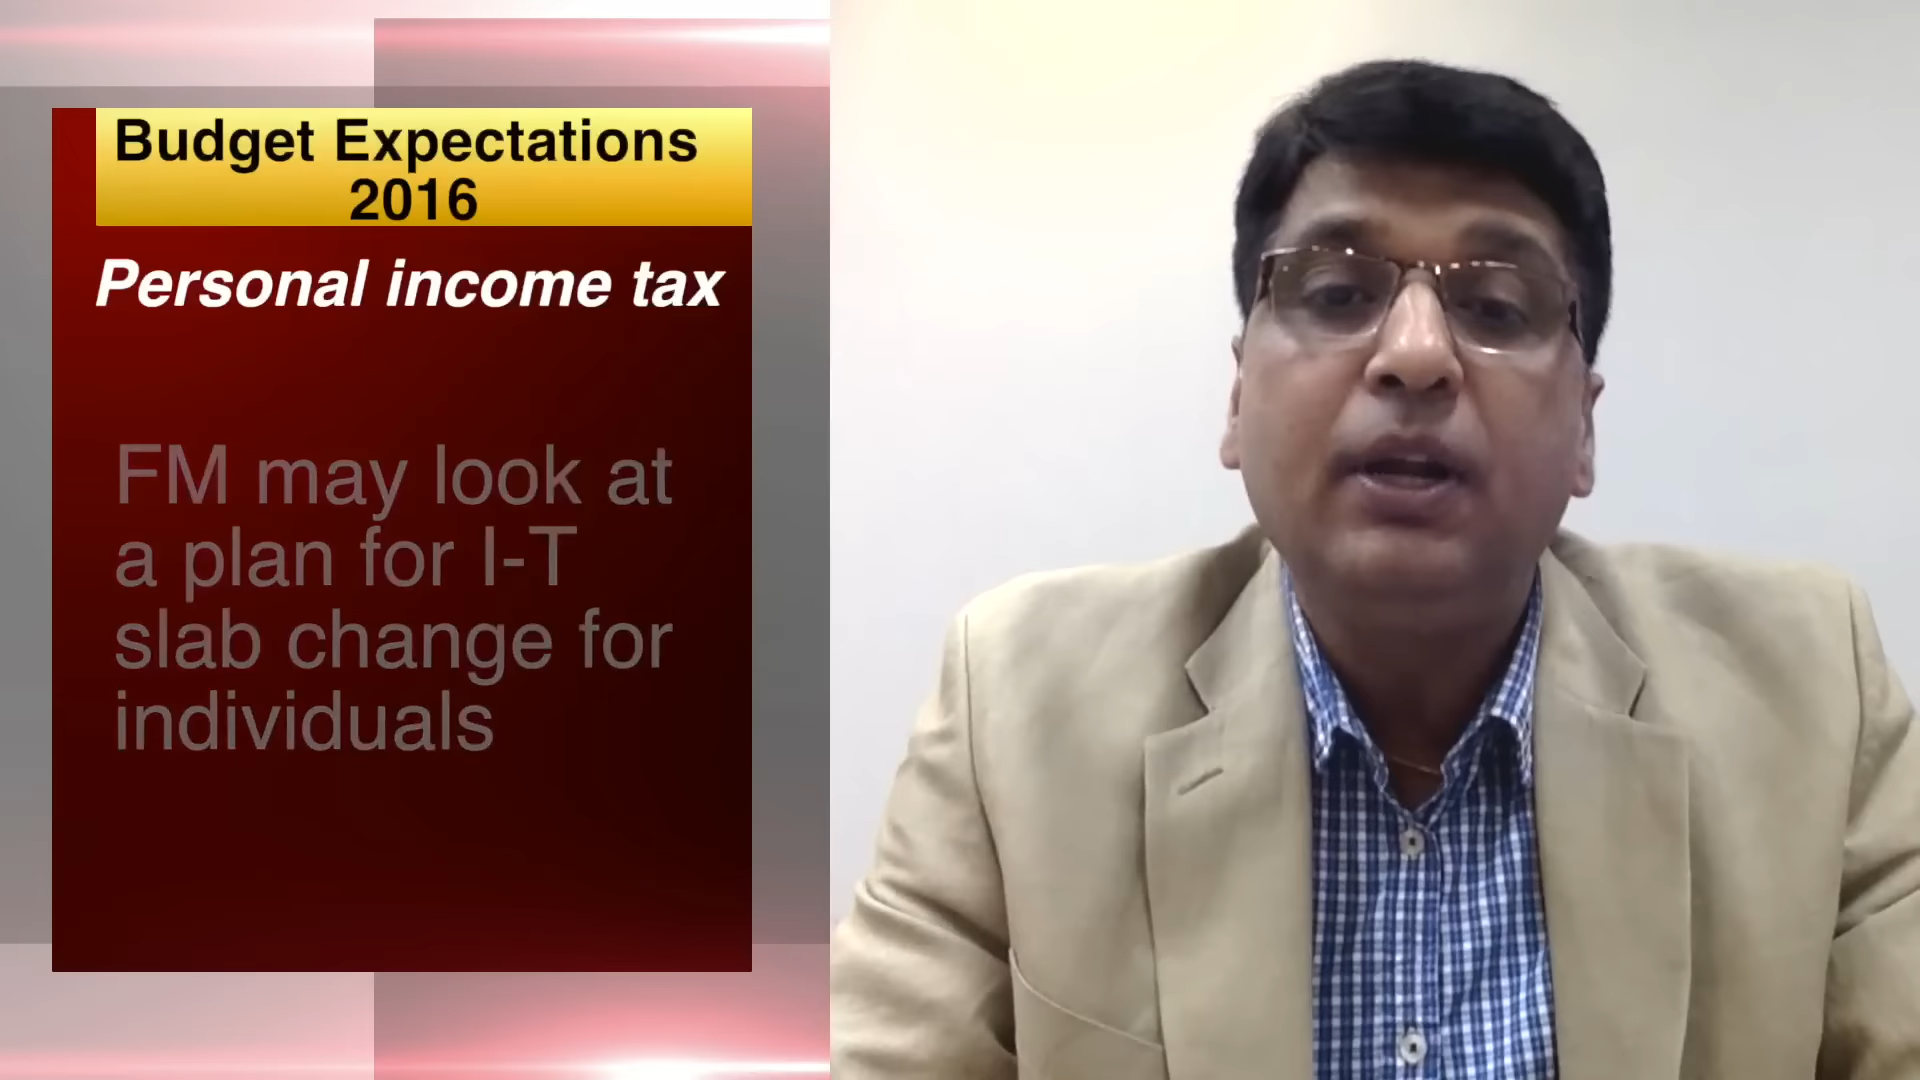 Budget Expectations
2016
Personal income tax
FM may look at
a plan for I-T
slab change for
individuals